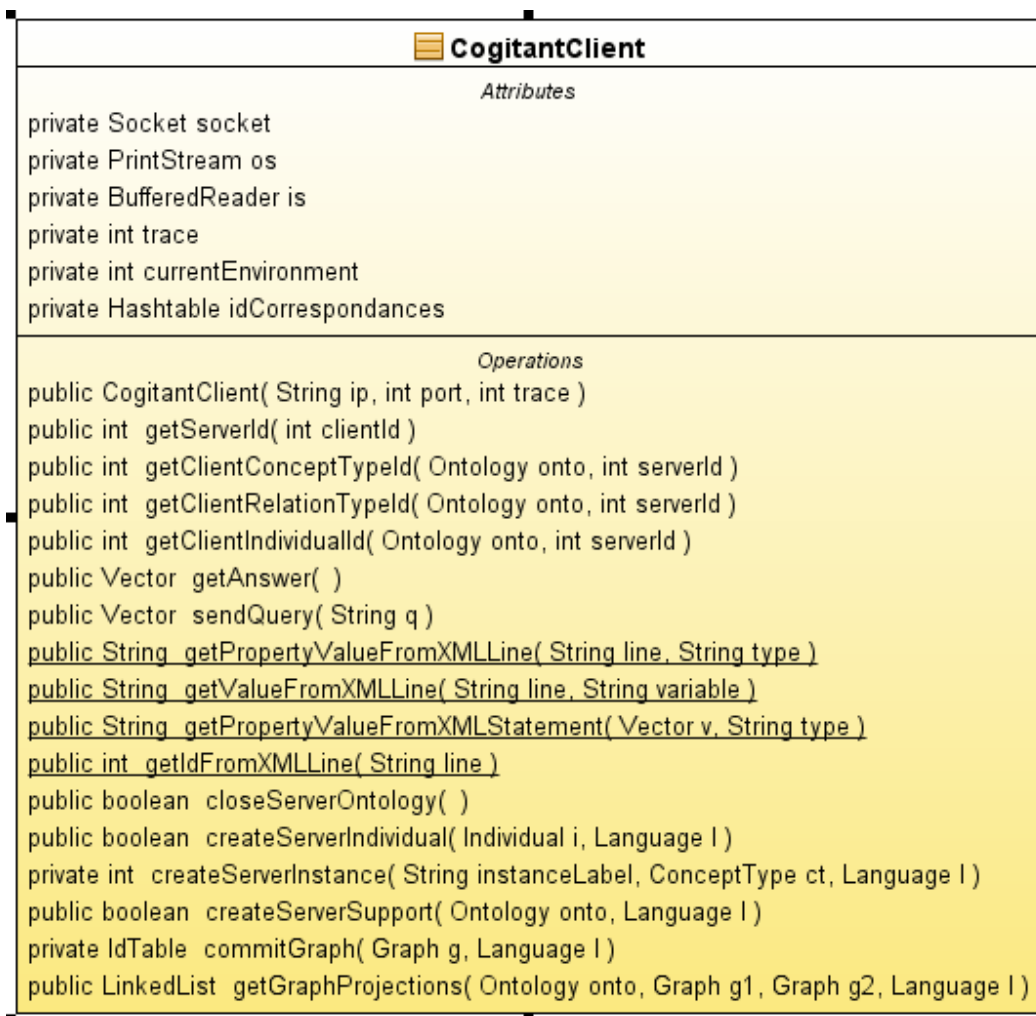 CogitantClient
Attributes
private Socket socket
private PrintStream os
private BufferedReader is
private int trace
private int currentEnvironment
private Hashtable idCorrespondances
Operations
public CogitantClient( String ip, int port, int trace )
public int  getServerId( int clientId )
public int  getClientConceptTypeId( Ontology onto, int serverId )
public int  getClientRelationTypeId( Ontology onto, int serverId )
public int  getClientIndividualId( Ontology onto, int serverId )
public Vector  getAnswer(  )
public Vector  sendQuery( String q )
public String  getPropertyValueFromXMLLine( String line, String type )
public String  getValueFromXMLLine( String line, String variable )
public String  getPropertyValueFromXMLStatement( Vector v, String type )
public int  getIdFromXMLLine( String line )
public boolean  closeServerOntology(  )
public boolean  createServerIndividual( Individual i, Language l )
private int  createServerInstance( String instanceLabel, ConceptType ct, Language l )
public boolean  createServerSupport( Ontology onto, Language l )
private IdTable  commitGraph( Graph g, Language l )
public LinkedList  getGraphProjections( Ontology onto, Graph g1, Graph g2, Language l )